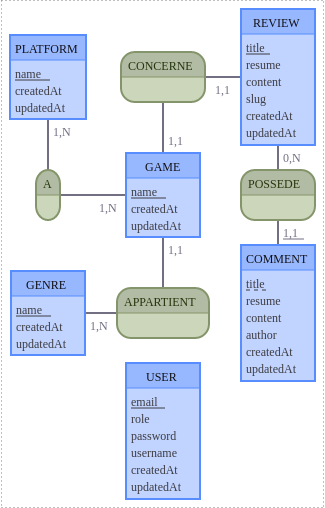 PLATFORM
name
createdAt
updatedAt
1,N
A
1,N
CONCERNE
1,1
1,1
REVIEW
title
resume
content
slug
createdAt
updatedAt
0,N
POSSEDE
1,1
GAME
name
createdAt
updatedAt
1,1
APPARTIENT
1,N
GENRE
name
createdAt
updatedAt
COMMENT
title
resume
content
author
createdAt
updatedAt
USER
email
role
password
username
createdAt
updatedAt